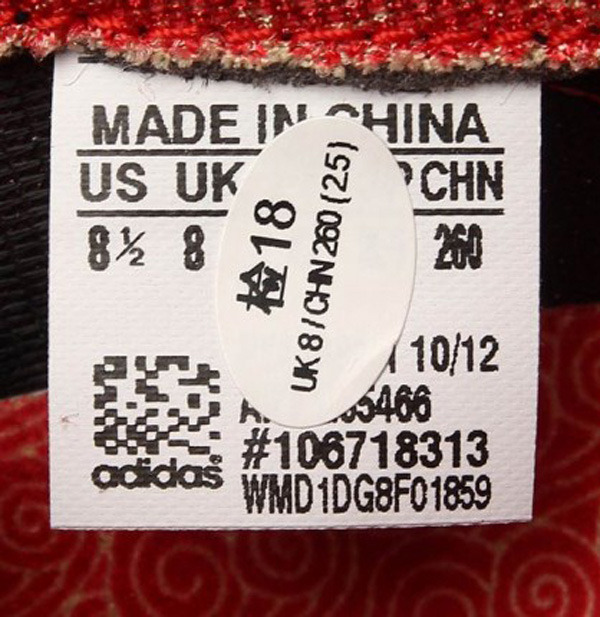 MADE IN CHINA
US UK CHN
8½ 8 260
检18
UK 8 / CHN 260 (2.5)
10/12
5466
#106718313
WMD1DG8F01859
adidas